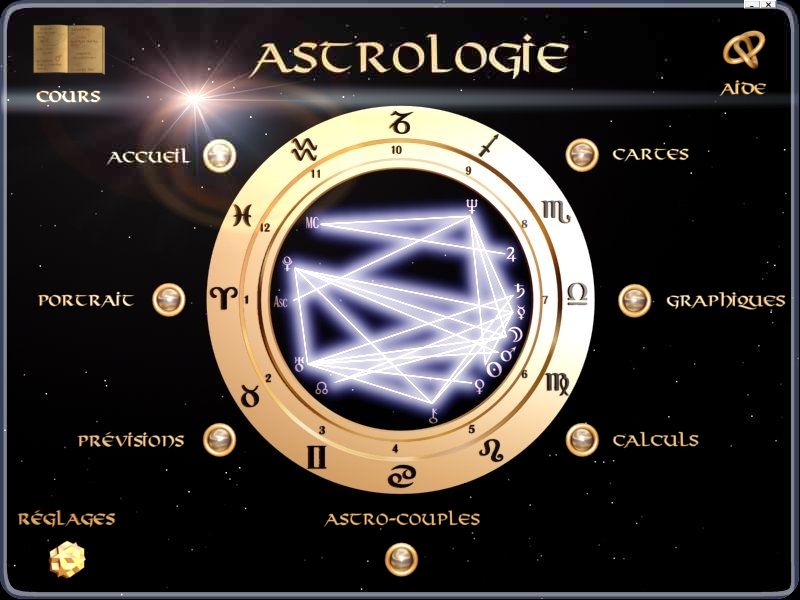 ASTROLOGIE
COURS
AIDE
ACCUEIL
CARTES
PORTRAIT
GRAPHIQUES
PRÉVISIONS
CALCULS
RÉGLAGES
ASTRO-COUPLES
10
11
9
12
8
1
7
2
6
3
5
4
MC
Asc